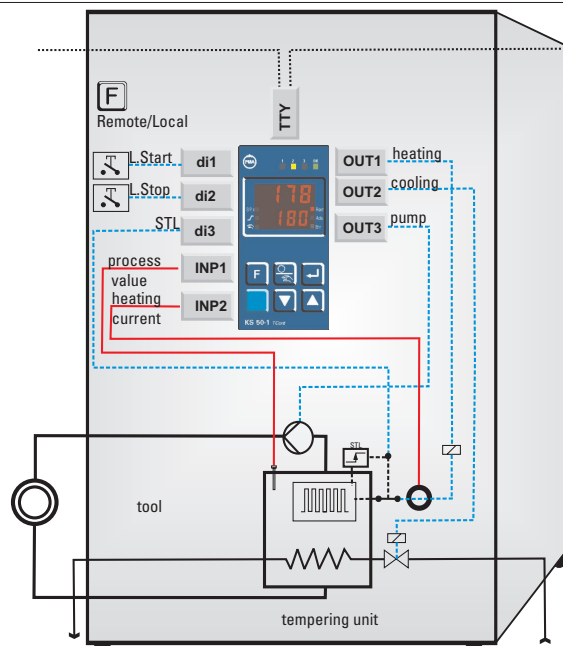 TTY
F
Remote/Local
L.Start
di1
L.Stop
di2
STL
di3
process
value
INP1
heating
current
INP2
PMA
178
180
F
KS 50-1
OUT1
heating
OUT2
cooling
OUT3
pump
STL
tool
tempering unit